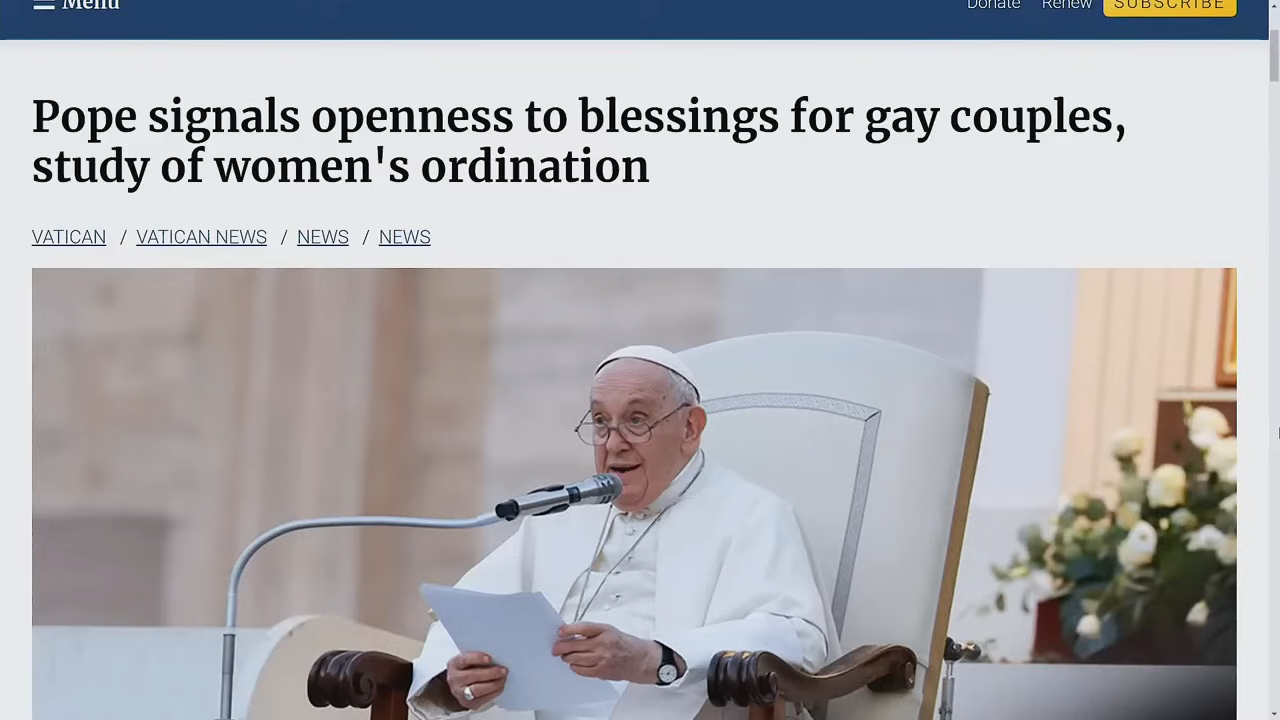 Menu
Donate Renew SUBSCRIBE
Pope signals openness to blessings for gay couples,
study of women's ordination
VATICAN / VATICAN NEWS / NEWS / NEWS